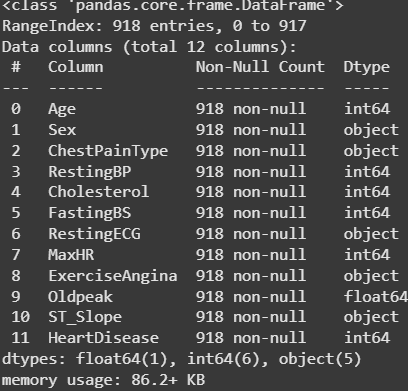 <class 'pandas.core.frame.DataFrame'>
RangeIndex: 918 entries, 0 to 917
Data columns (total 12 columns):
 #   Column          Non-Null Count  Dtype
---  ------          --------------  -----
 0   Age             918 non-null    int64
 1   Sex             918 non-null    object
 2   ChestPainType   918 non-null    object
 3   RestingBP       918 non-null    int64
 4   Cholesterol     918 non-null    int64
 5   FastingBS       918 non-null    int64
 6   RestingECG      918 non-null    object
 7   MaxHR           918 non-null    int64
 8   ExerciseAngina  918 non-null    object
 9   Oldpeak         918 non-null    float64
 10  ST_Slope        918 non-null    object
 11  HeartDisease    918 non-null    int64
dtypes: float64(1), int64(6), object(5)
memory usage: 86.2+ KB